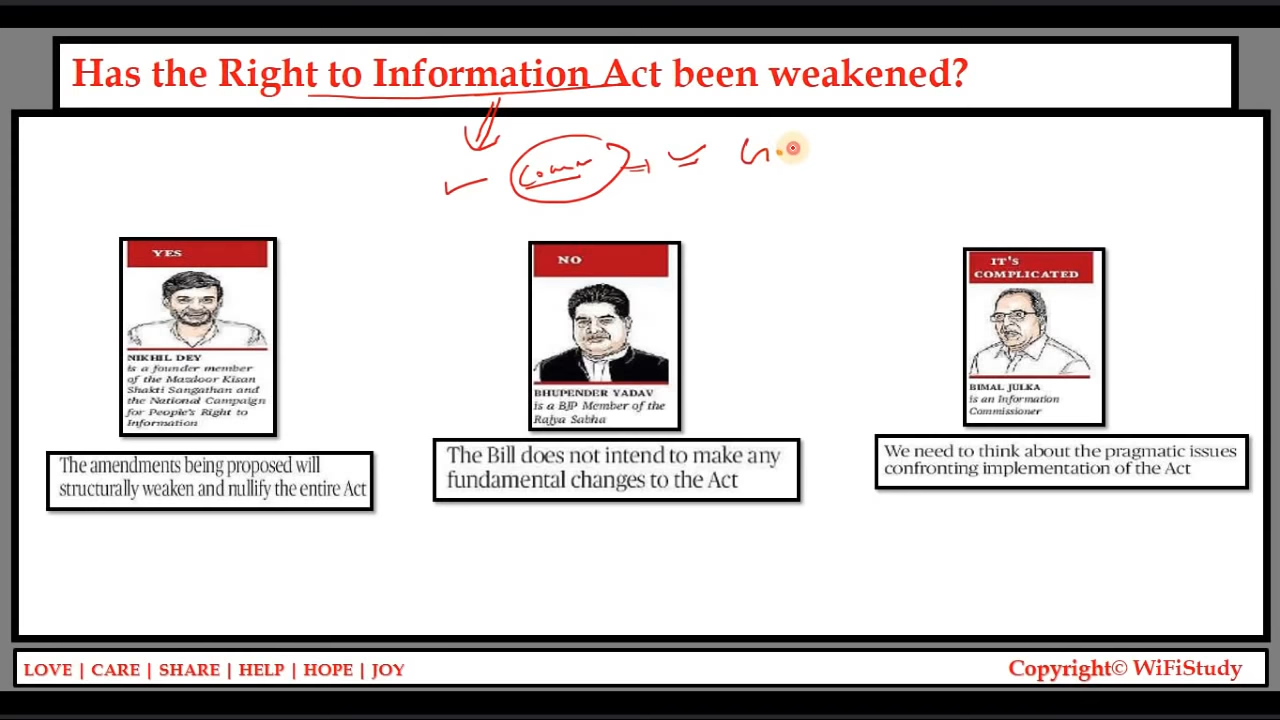 Has the Right to Information Act been weakened?
Comm
YES
NIKHIL DEY
is a founder member
of the Mazdoor Kisan
Shakti Sangathan and
the National Campaign
for People's Right to
Information
The amendments being proposed will
structurally weaken and nullify the entire Act
NO
BHUPENDER YADAV
is a BJP Member of the
Rajya Sabha
The Bill does not intend to make any
fundamental changes to the Act
IT'S
COMPLICATED
BIMAL JULKA
is an Information
Commissioner
We need to think about the pragmatic issues
confronting implementation of the Act
LOVE | CARE | SHARE | HELP | HOPE | JOY
Copyright© WiFiStudy